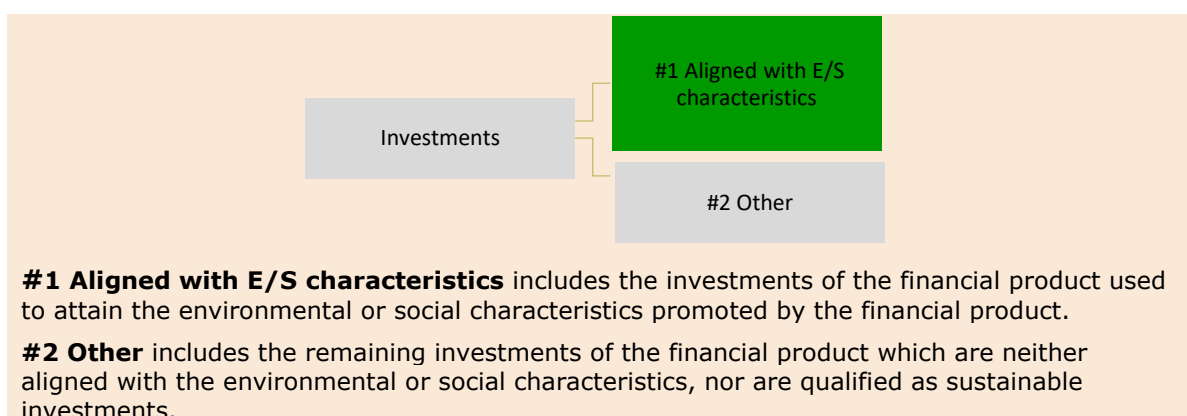 #1 Aligned with E/S
characteristics
Investments
#2 Other
#1 Aligned with E/S characteristics includes the investments of the financial product used
to attain the environmental or social characteristics promoted by the financial product.
#2 Other includes the remaining investments of the financial product which are neither
aligned with the environmental or social characteristics, nor are qualified as sustainable
investments.